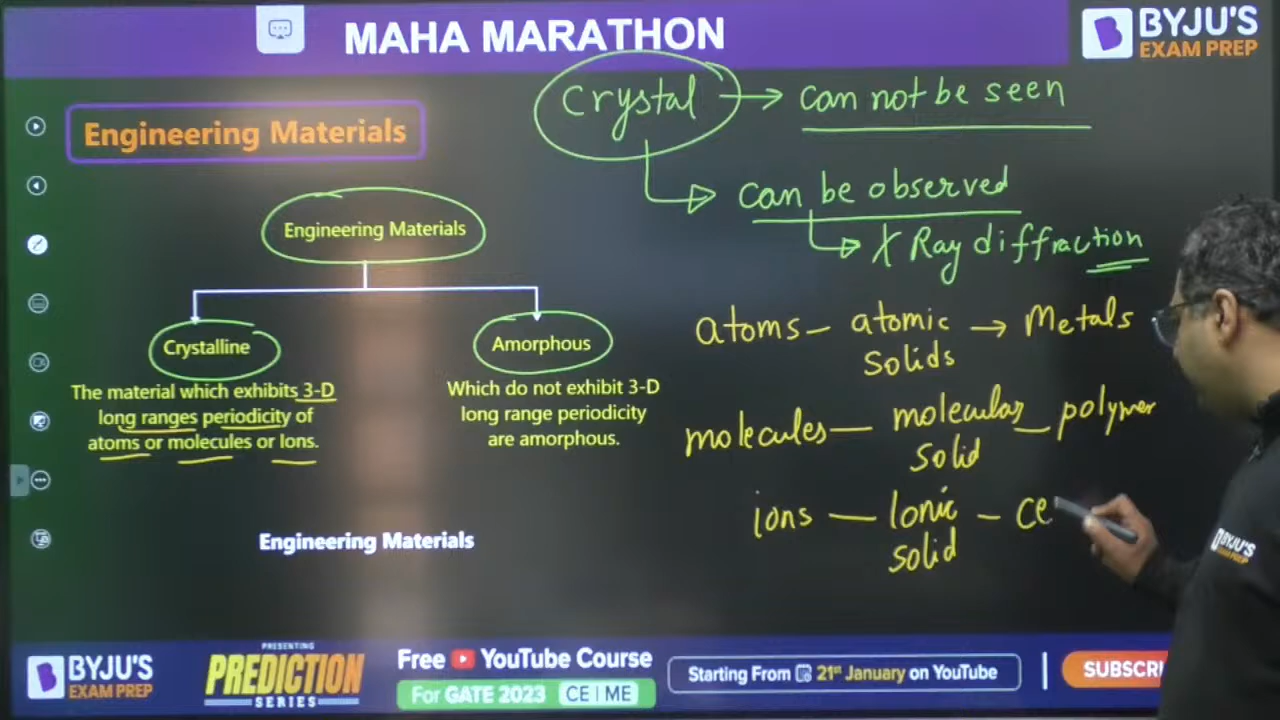 MAHA MARATHON
BYJU'S
EXAM PREP
Engineering Materials
Crystal → can not be seen
can be observed
X Ray diffraction
Engineering Materials
Crystalline
The material which exhibits 3-D
long ranges periodicity of
atoms or molecules or Ions.
Amorphous
Which do not exhibit 3-D
long range periodicity
are amorphous.
Engineering Materials
atoms – atomic → Metals
solids
molecules — molecular – polymer
solid
ions — Ionic – ce
solid
BYJU'S
EXAM PREP
BYJU'S
EXAM PREP
PRESENTING
PREDICTION
SERIES
Free YouTube Course
For GATE 2023 CE | ME
Starting From 21st January on YouTube
SUBSCRI